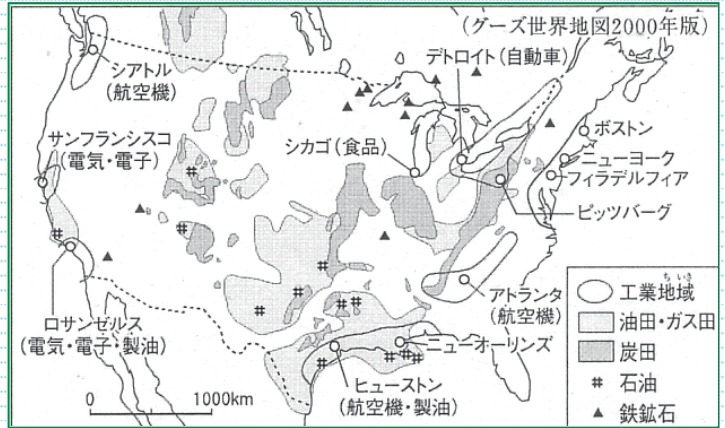 (グーズ世界地図2000年版)
デトロイト(自動車)
シアトル
(航空機)
サンフランシスコ
(電気・電子)
シカゴ(食品)
ボストン
ニューヨーク
フィラデルフィア
ピッツバーグ
アトランタ
(航空機)
ロサンゼルス
(電気・電子・製油)
ニューオーリンズ
ヒューストン
(航空機・製油)
0 1000km
ちいき
工業地域
油田・ガス田
炭田
石油
鉄鉱石